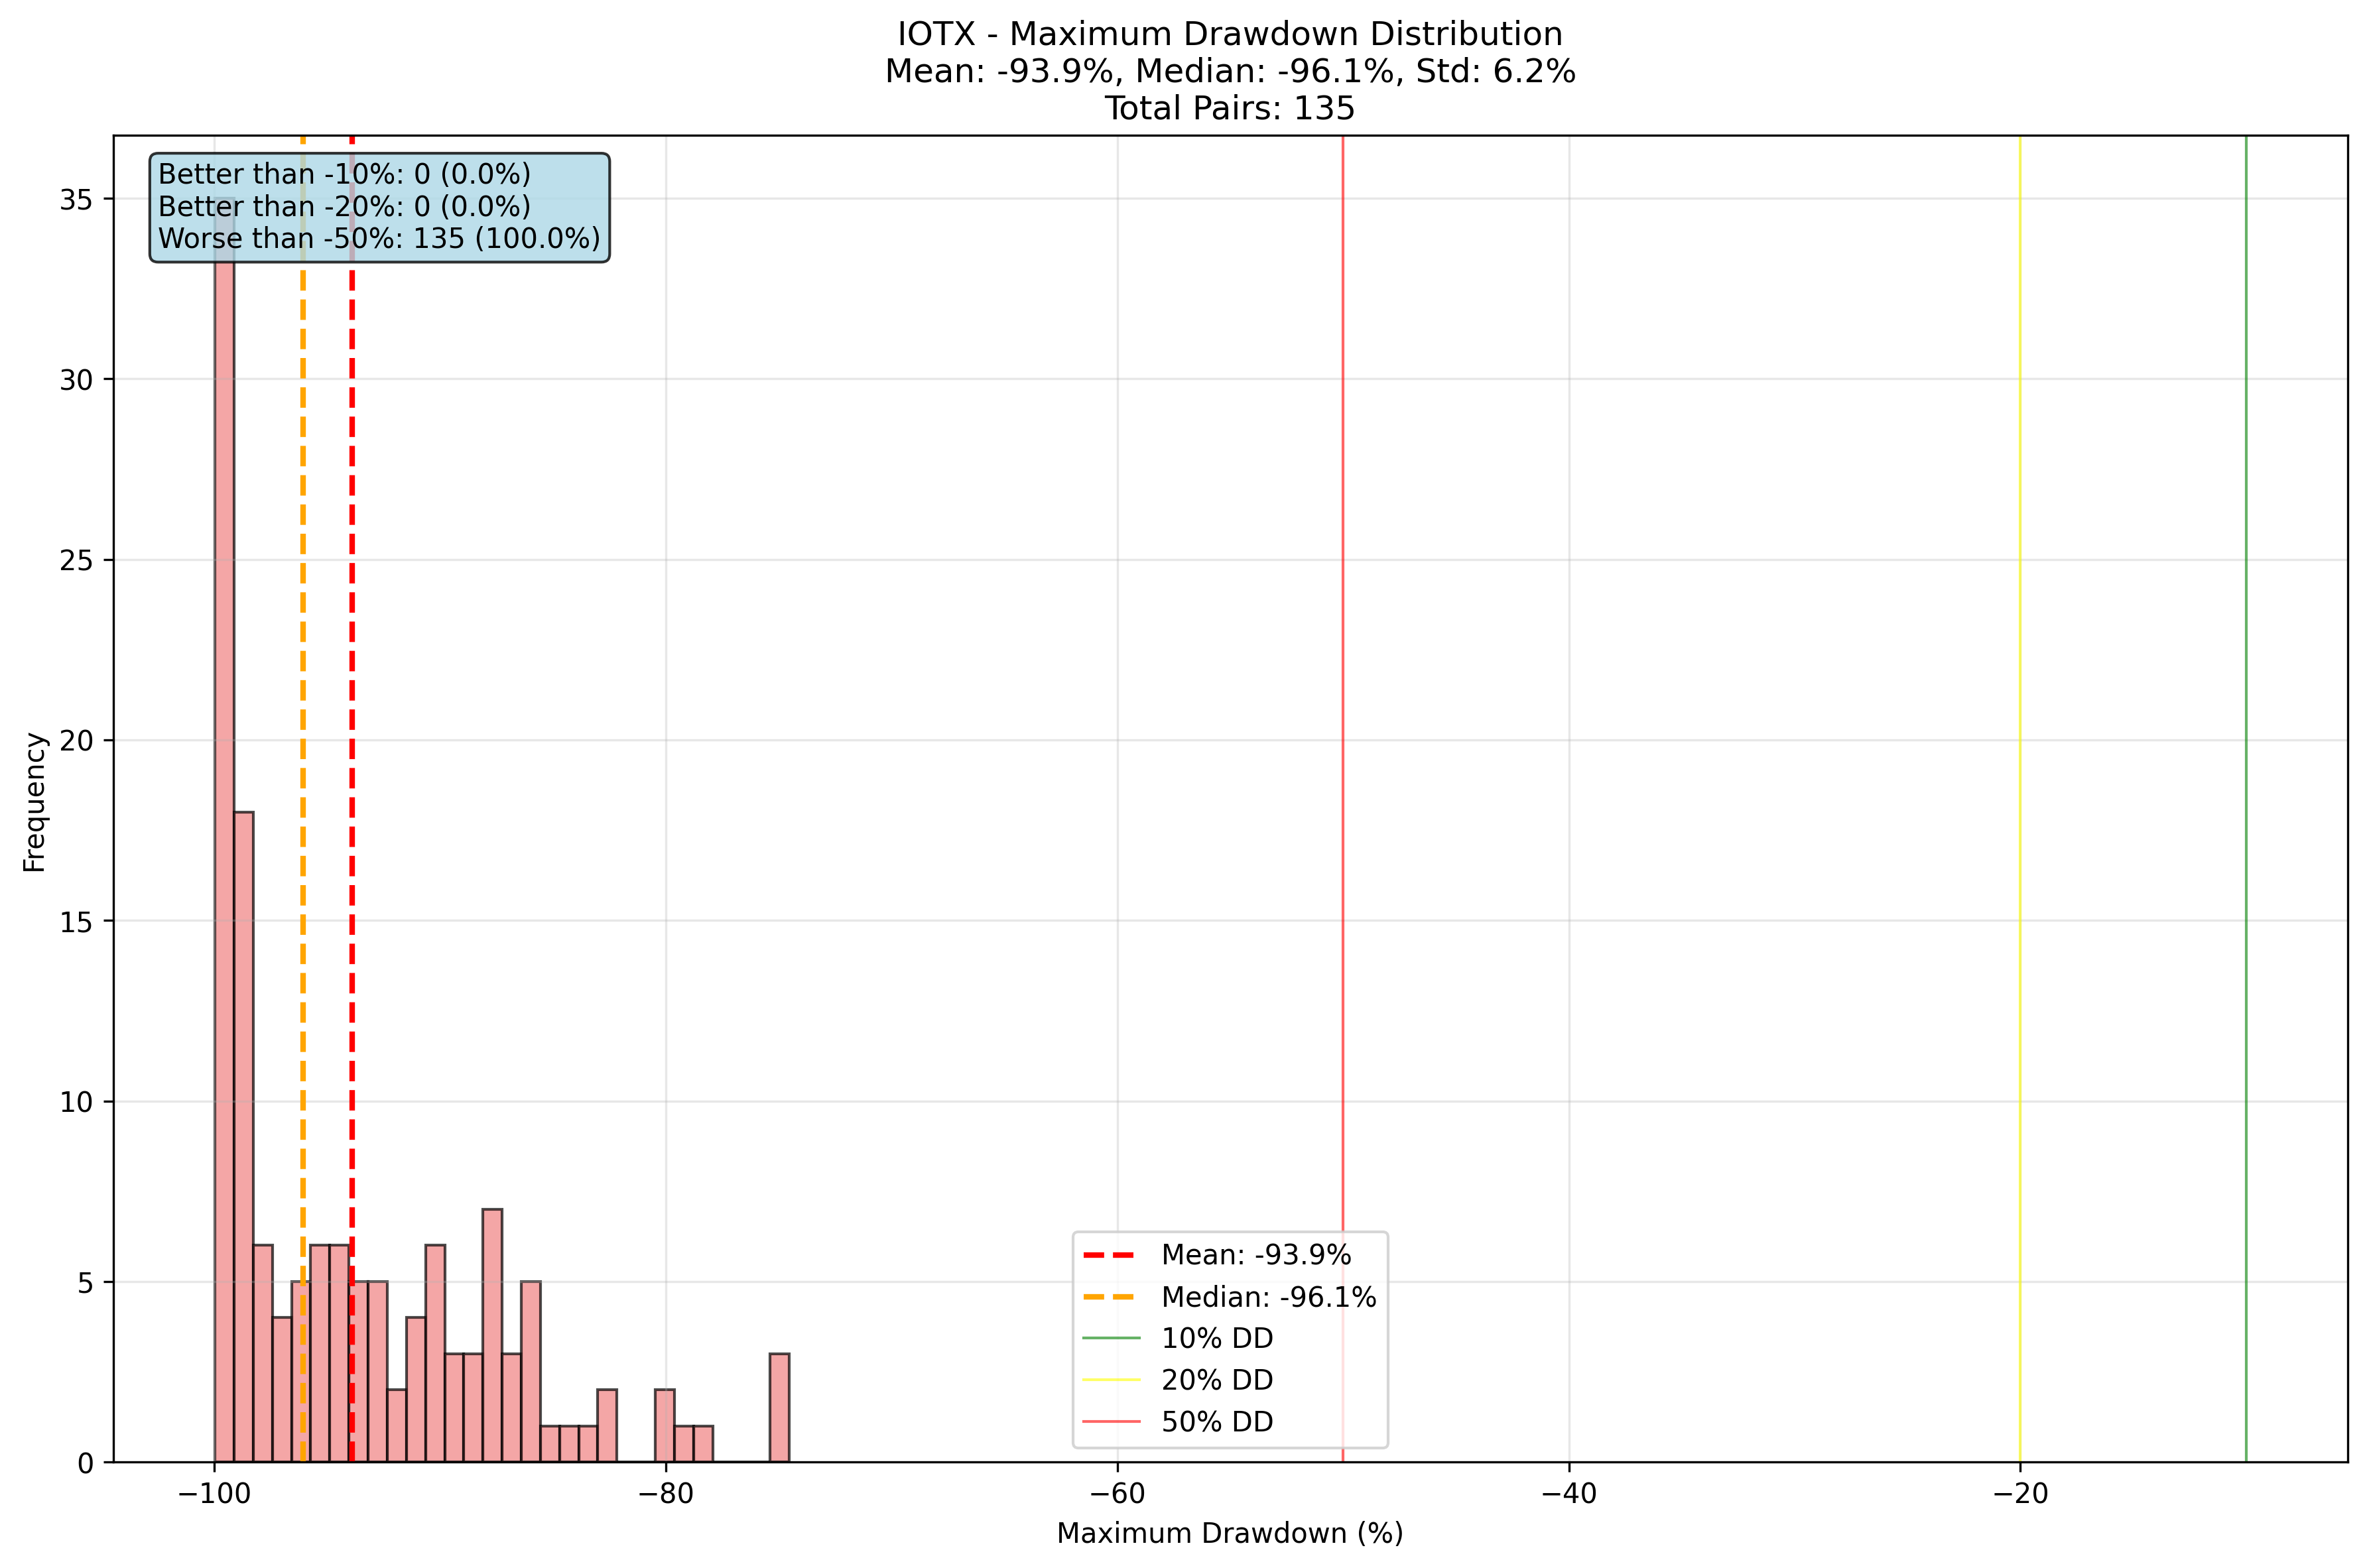 IOTX - Maximum Drawdown Distribution
Mean: -93.9%, Median: -96.1%, Std: 6.2%
Total Pairs: 135
Better than -10%: 0 (0.0%)
Better than -20%: 0 (0.0%)
Worse than -50%: 135 (100.0%)
35
30
25
20
15
10
5
0
Frequency
Mean: -93.9%
Median: -96.1%
10% DD
20% DD
50% DD
−100
−80
−60
−40
−20
Maximum Drawdown (%)